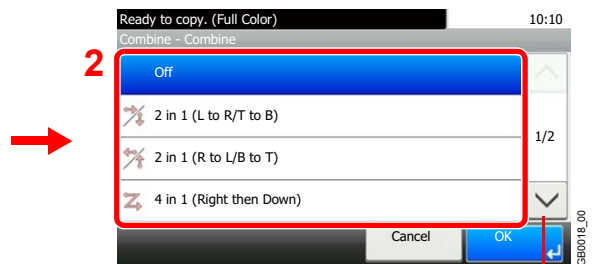 Ready to copy. (Full Color) 10:10
Combine - Combine
2
Off
2 in 1 (L to R/T to B)
2 in 1 (R to L/B to T)
1/2
4 in 1 (Right then Down)
Cancel OK
GB0018_00